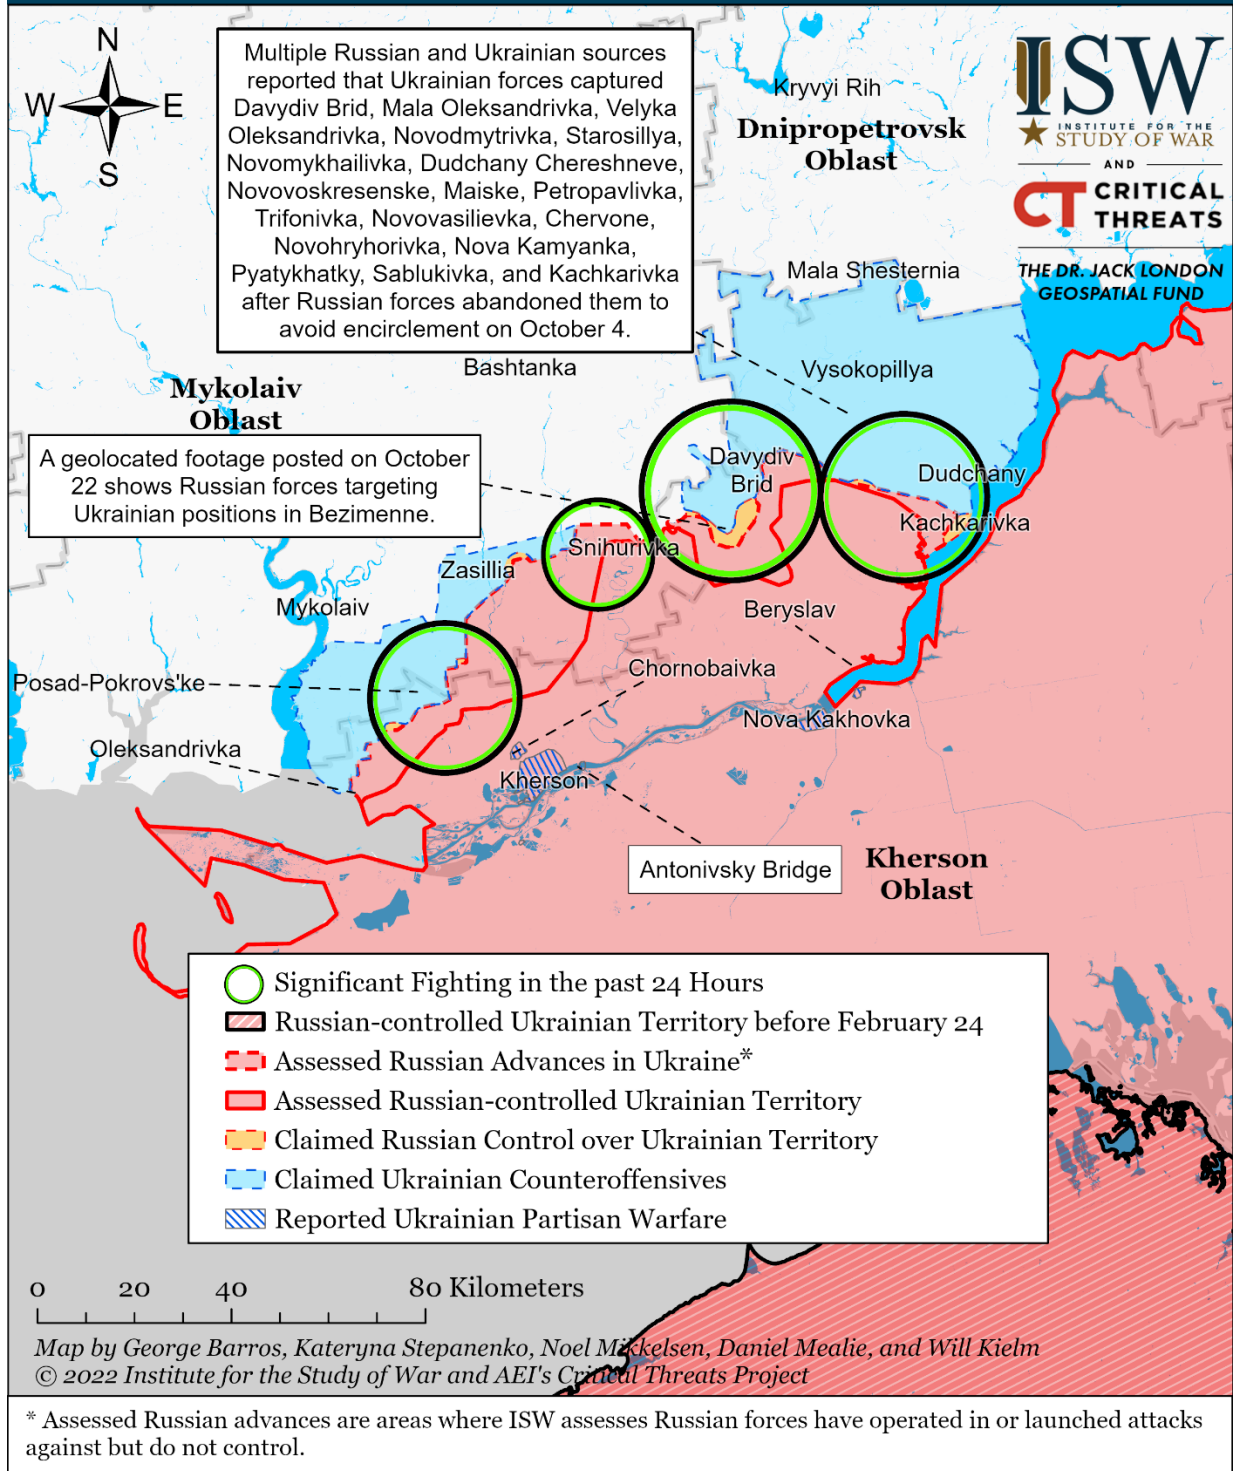 N
W
E
S
Multiple Russian and Ukrainian sources
reported that Ukrainian forces captured
Davydiv Brid, Mala Oleksandrivka, Velyka
Oleksandrivka, Novodmytrivka, Starosillya,
Novomykhailivka, Dudchany Chereshneve,
Novovoskresenske, Maiske, Petropavlivka,
Trifonivka, Novovasilievka, Chervone,
Novohryhorivka, Nova Kamyanka,
Pyatykhatky, Sablukivka, and Kachkarivka
after Russian forces abandoned them to
avoid encirclement on October 4.
Kryvyi Rih
Dnipropetrovsk
Oblast
ISW
INSTITUTE FOR THE
STUDY OF WAR
AND
CT CRITICAL
THREATS
THE DR. JACK LONDON
GEOSPATIAL FUND
Mala Shesternia
Bashtanka
Vysokopillya
Mykolaiv
Oblast
A geolocated footage posted on October
22 shows Russian forces targeting
Ukrainian positions in Bezimenne.
Davydiv
Brid
Dudchany
Kachkarivka
Snihurivka
Zasillia
Mykolaiv
Beryslav
Chornobaivka
Posad-Pokrovs'ke
Nova Kakhovka
Oleksandrivka
Kherson
Antonivsky Bridge
Kherson
Oblast
Significant Fighting in the past 24 Hours
Russian-controlled Ukrainian Territory before February 24
Assessed Russian Advances in Ukraine*
Assessed Russian-controlled Ukrainian Territory
Claimed Russian Control over Ukrainian Territory
Claimed Ukrainian Counteroffensives
Reported Ukrainian Partisan Warfare
0 20 40 80 Kilometers
Map by George Barros, Kateryna Stepanenko, Noel Mikkelsen, Daniel Mealie, and Will Kielm
© 2022 Institute for the Study of War and AEI's Critical Threats Project
* Assessed Russian advances are areas where ISW assesses Russian forces have operated in or launched attacks
against but do not control.